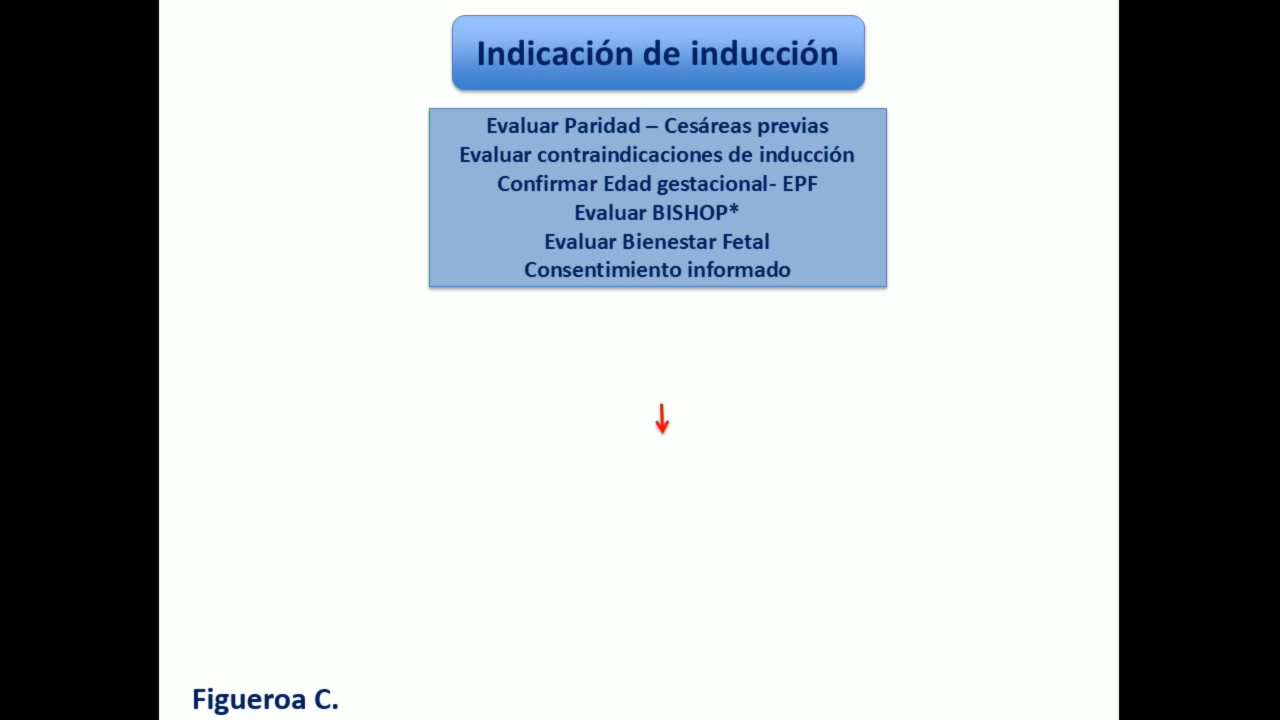 Indicación de inducción
Evaluar Paridad – Cesáreas previas
Evaluar contraindicaciones de inducción
Confirmar Edad gestacional- EPF
Evaluar BISHOP*
Evaluar Bienestar Fetal
Consentimiento informado
Figueroa C.